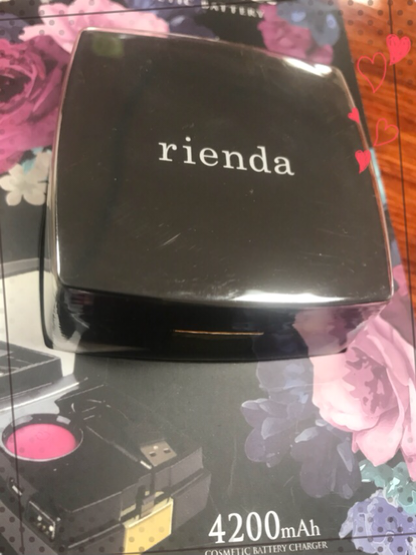 BATTERY
rienda
4200mAh
COSMETIC BATTERY CHARGER